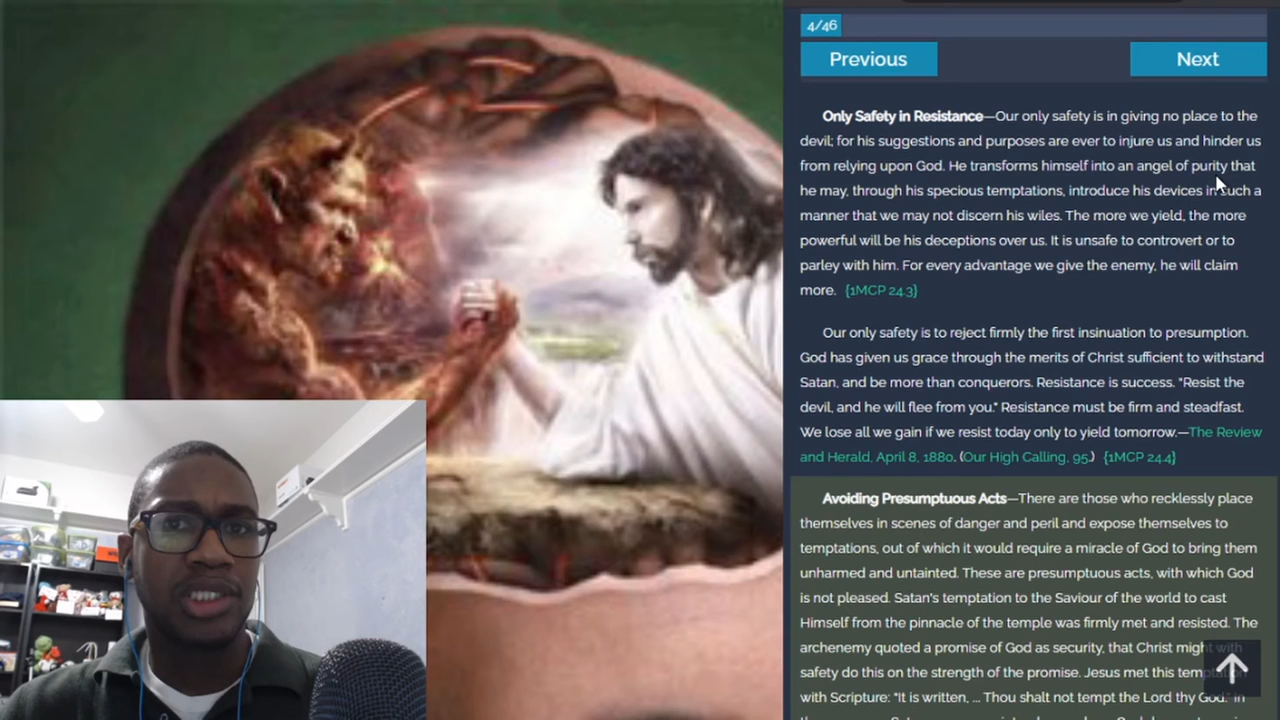 4/46
Previous
Next
Only Safety in Resistance—Our only safety is in giving no place to the
devil; for his suggestions and purposes are ever to injure us and hinder us
from relying upon God. He transforms himself into an angel of purity that
he may, through his specious temptations, introduce his devices in such a
manner that we may not discern his wiles. The more we yield, the more
powerful will be his deceptions over us. It is unsafe to controvert or to
parley with him. For every advantage we give the enemy, he will claim
more. {1MCP 24.3}
Our only safety is to reject firmly the first insinuation to presumption.
God has given us grace through the merits of Christ sufficient to withstand
Satan, and be more than conquerors. Resistance is success. "Resist the
devil, and he will flee from you." Resistance must be firm and steadfast.
We lose all we gain if we resist today only to yield tomorrow.—The Review
and Herald, April 8, 1880. (Our High Calling, 95.) {1MCP 24.4}
Avoiding Presumptuous Acts—There are those who recklessly place
themselves in scenes of danger and peril and expose themselves to
temptations, out of which it would require a miracle of God to bring them
unharmed and untainted. These are presumptuous acts, with which God
is not pleased. Satan's temptation to the Saviour of the world to cast
Himself from the pinnacle of the temple was firmly met and resisted. The
archenemy quoted a promise of God as security, that Christ might with
safety do this on the strength of the promise. Jesus met this temptation
with Scripture: "It is written, ... Thou shalt not tempt the Lord thy God." In